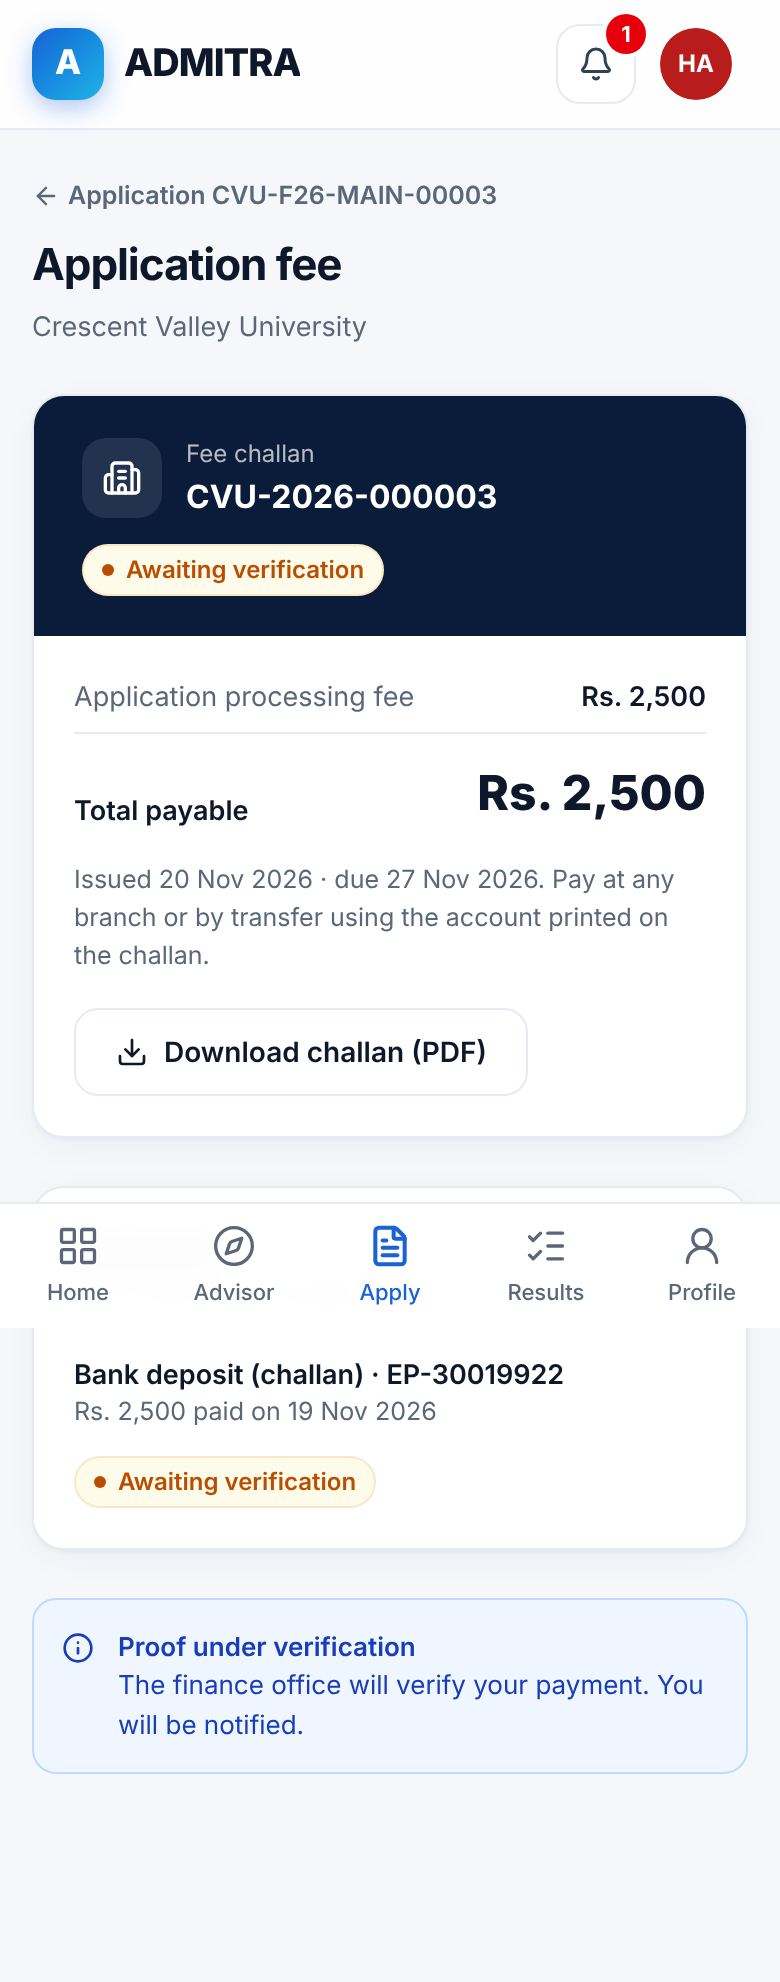 A
ADMITRA
1
HA
← Application CVU-F26-MAIN-00003
Application fee
Crescent Valley University
Fee challan
CVU-2026-000003
Awaiting verification
Application processing fee Rs. 2,500
Total payable Rs. 2,500
Issued 20 Nov 2026 · due 27 Nov 2026. Pay at any
branch or by transfer using the account printed on
the challan.
Download challan (PDF)
Home Advisor Apply Results Profile
Bank deposit (challan) · EP-30019922
Rs. 2,500 paid on 19 Nov 2026
Awaiting verification
Proof under verification
The finance office will verify your payment. You
will be notified.